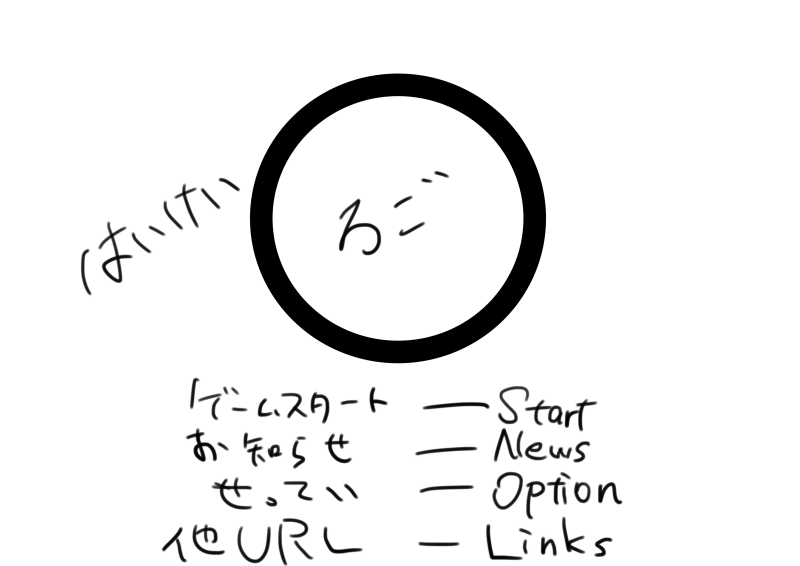 はいけい
ろご
ゲームスタート — Start
お知らせ — News
せってい — Option
他URL — Links